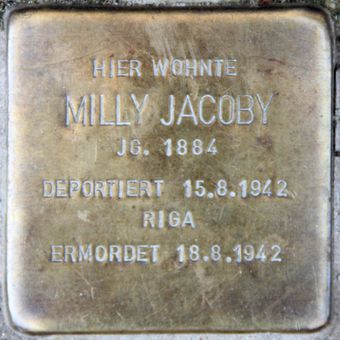 HIER WOHNTE
MILLY JACOBY
JG. 1884
DEPORTIERT 15.8.1942
RIGA
ERMORDET 18.8.1942